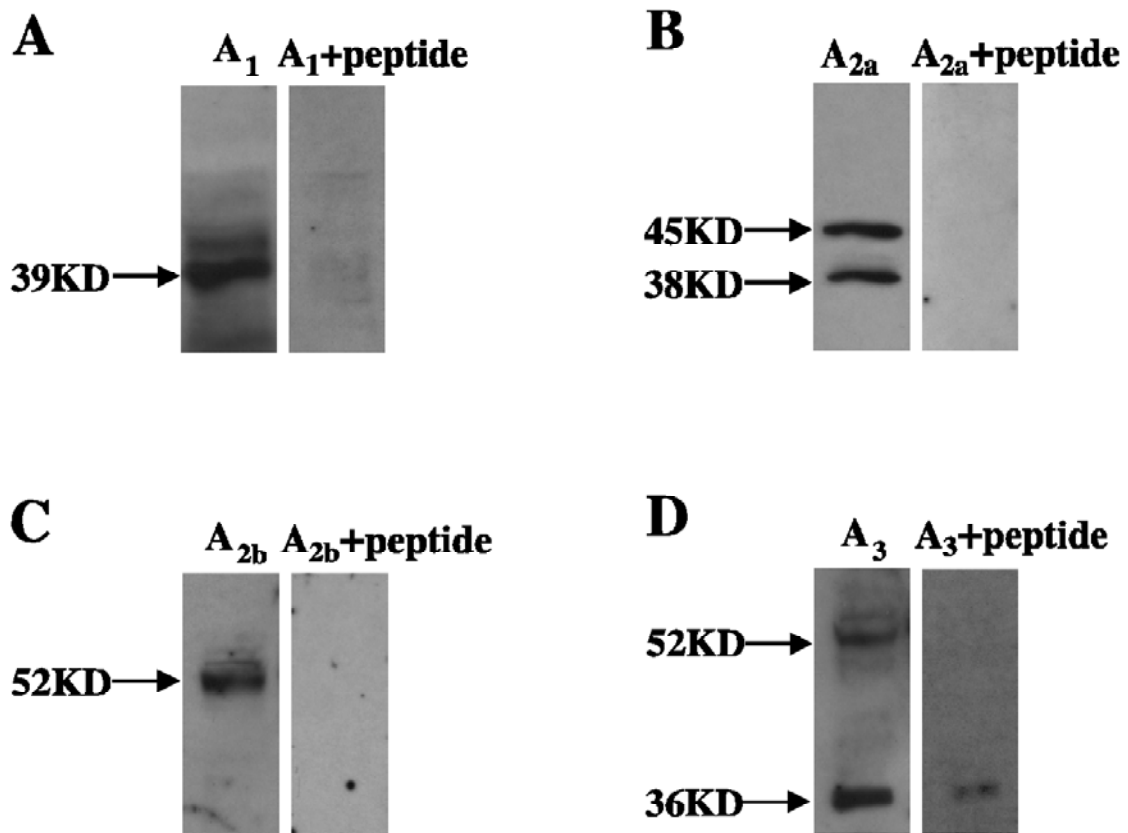 A
A1 A1+peptide
39KD
B
A2a A2a+peptide
45KD
38KD
C
A2b A2b+peptide
52KD
D
A3 A3+peptide
52KD
36KD